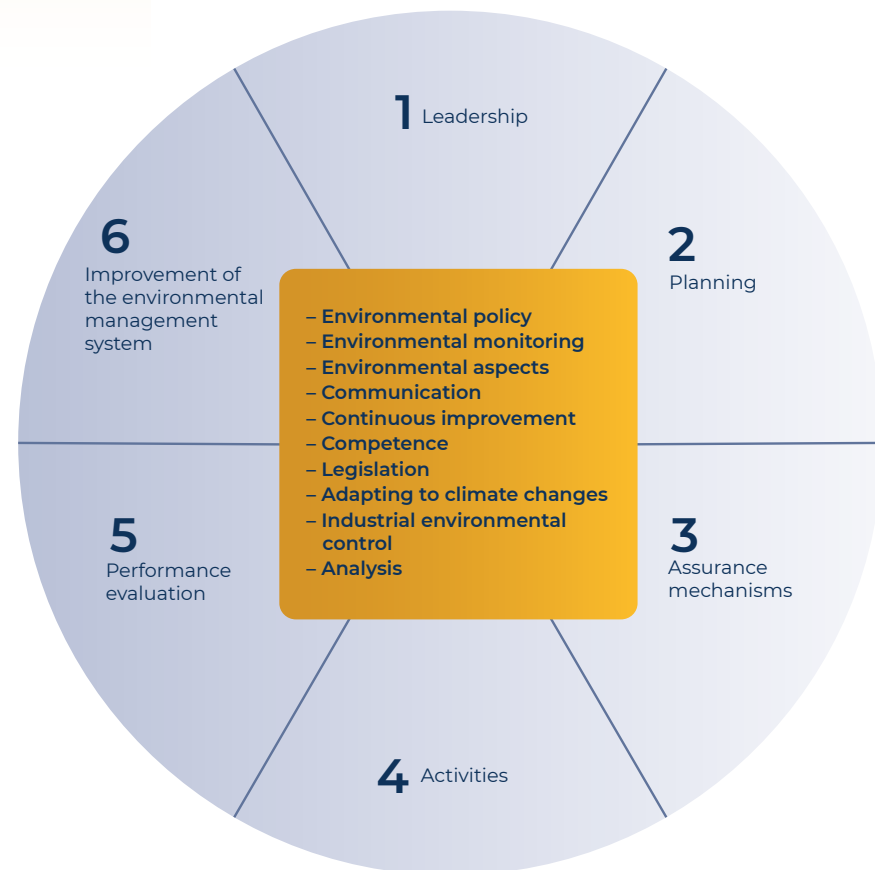 1 Leadership
2
Planning
3
Assurance
mechanisms
4 Activities
5
Performance
evaluation
6
Improvement of
the environmental
management
system
– Environmental policy
– Environmental monitoring
– Environmental aspects
– Communication
– Continuous improvement
– Competence
– Legislation
– Adapting to climate changes
– Industrial environmental
control
– Analysis